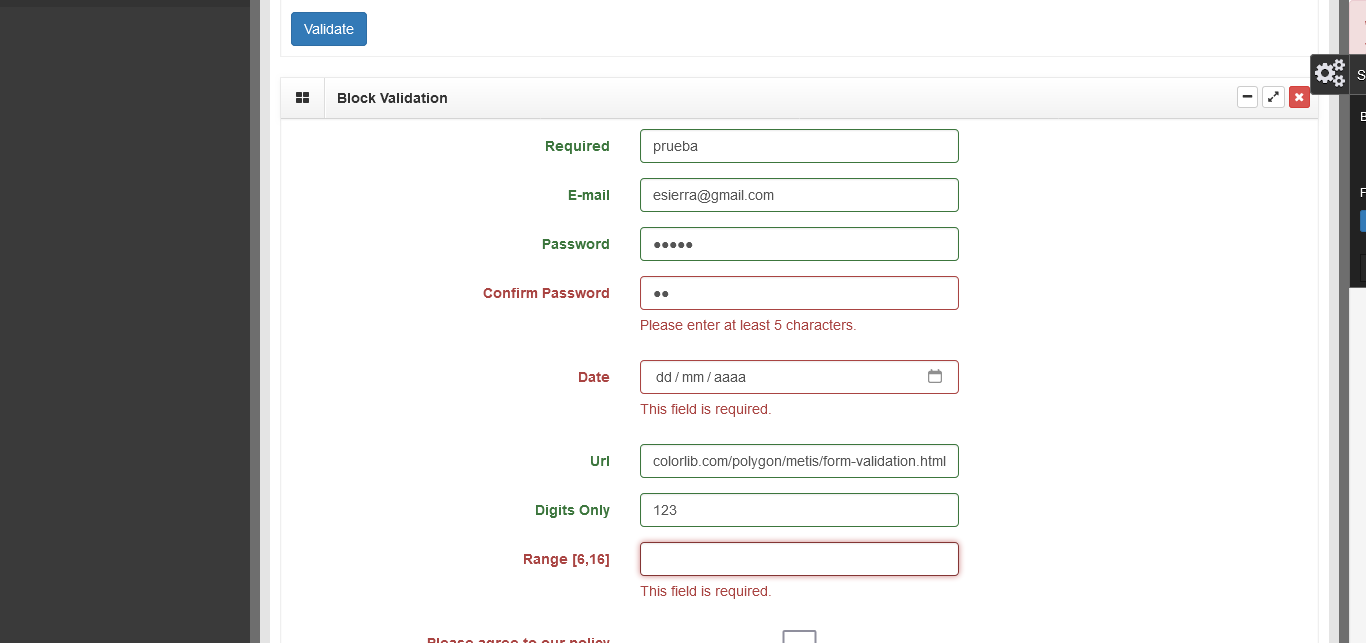 Validate
Block Validation
S
Required prueba
E-mail esierra@gmail.com
Password •••••
Confirm Password ••
Please enter at least 5 characters.
Date dd / mm / aaaa
This field is required.
Url colorlib.com/polygon/metis/form-validation.html
Digits Only 123
Range [6,16]
This field is required.
Please agree to our policy